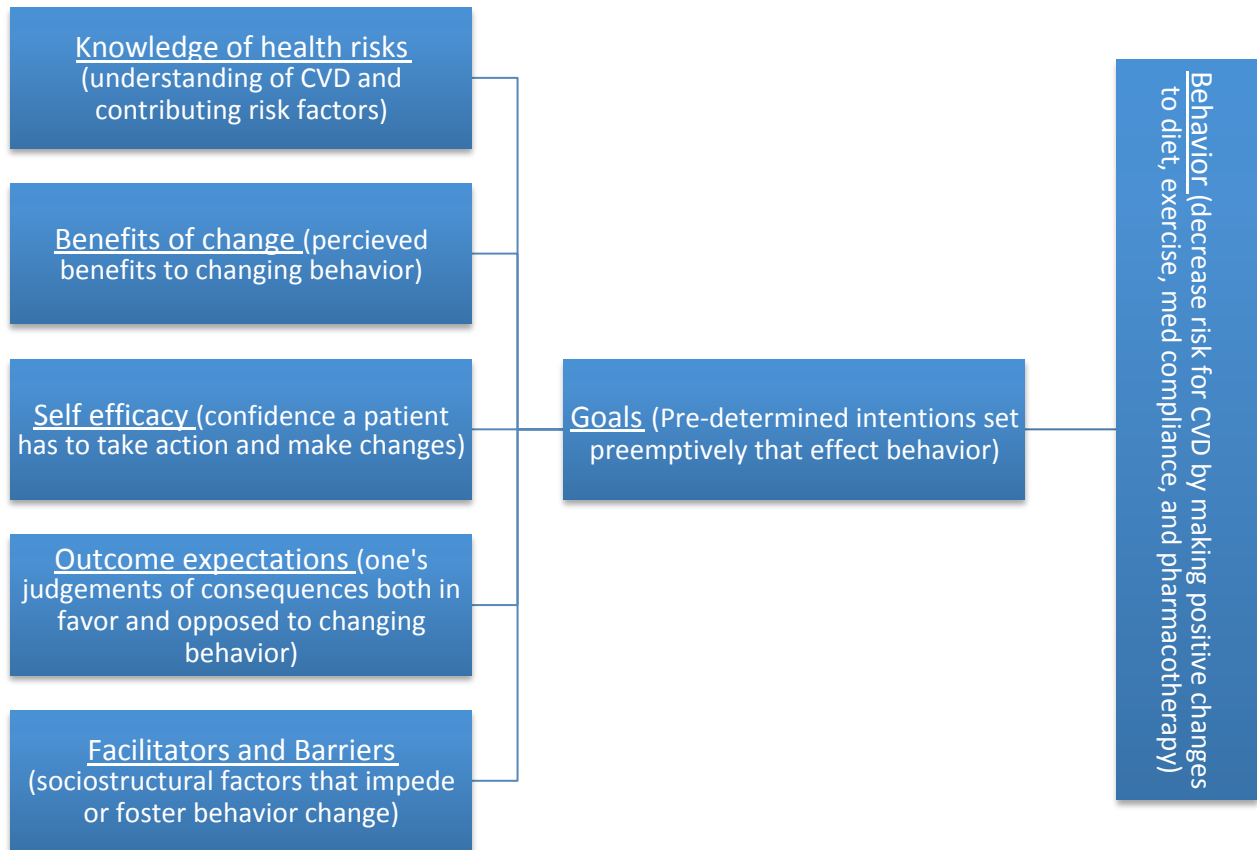 Knowledge of health risks
(understanding of CVD and
contributing risk factors)
Benefits of change (percieved
benefits to changing behavior)
Self efficacy (confidence a patient
has to take action and make changes)
Outcome expectations (one's
judgements of consequences both in
favor and opposed to changing
behavior)
Facilitators and Barriers
(sociostructural factors that impede
or foster behavior change)
Goals (Pre-determined intentions set
preemptively that effect behavior)
Behavior (decrease risk for CVD by making positive changes
to diet, exercise, med compliance, and pharmacotherapy)